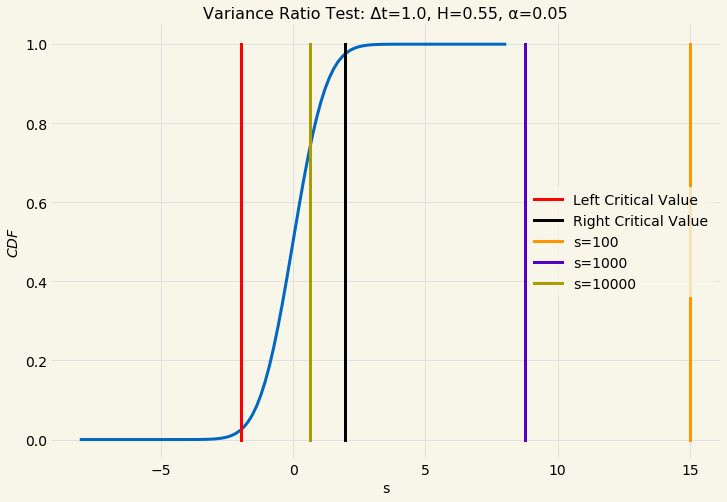 Variance Ratio Test: Δt=1.0, H=0.55, α=0.05
1.0
0.8
0.6
0.4
0.2
0.0
CDF
Left Critical Value
Right Critical Value
s=100
s=1000
s=10000
−5
0
5
10
15
s